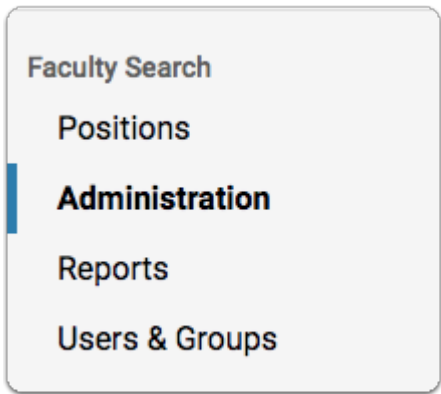 Faculty Search
Positions
Administration
Reports
Users & Groups